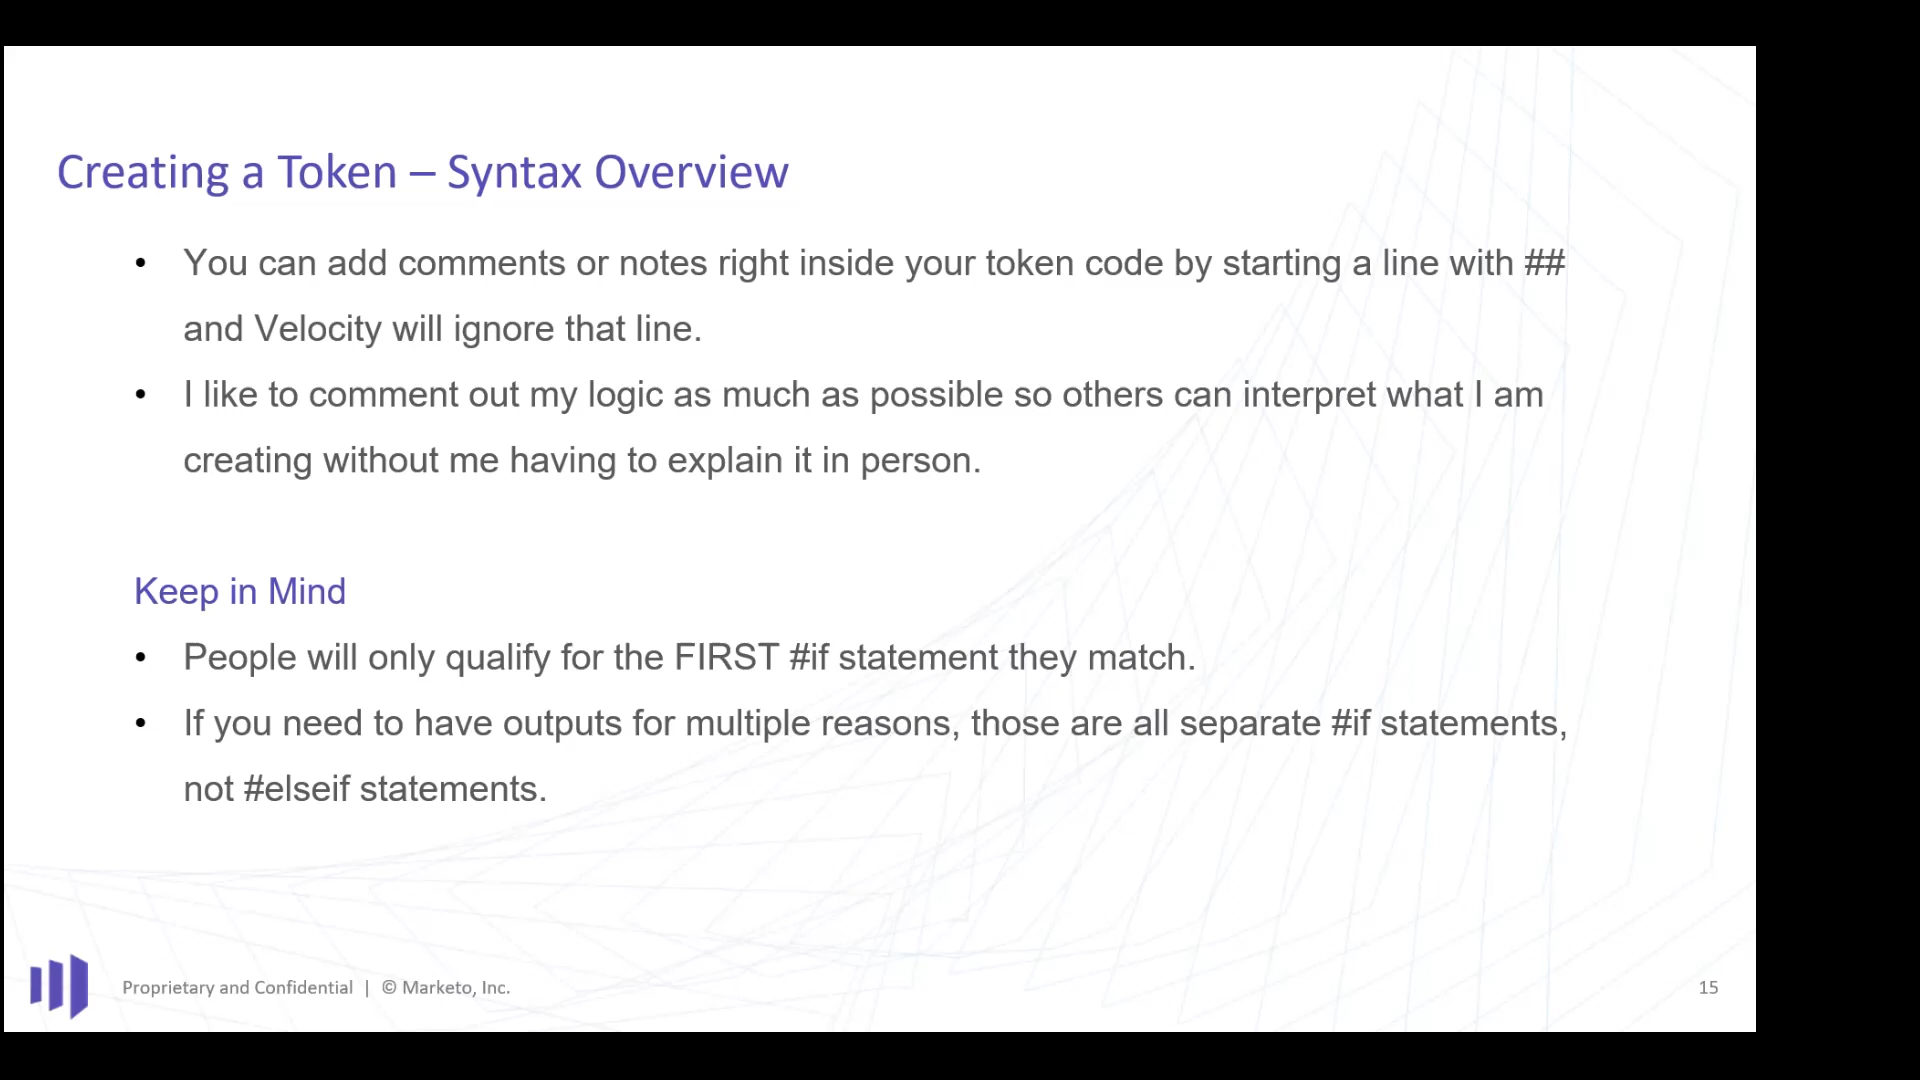 Creating a Token – Syntax Overview
• You can add comments or notes right inside your token code by starting a line with ##
and Velocity will ignore that line.
• I like to comment out my logic as much as possible so others can interpret what I am
creating without me having to explain it in person.
Keep in Mind
• People will only qualify for the FIRST #if statement they match.
• If you need to have outputs for multiple reasons, those are all separate #if statements,
not #elseif statements.
Proprietary and Confidential | © Marketo, Inc.
15